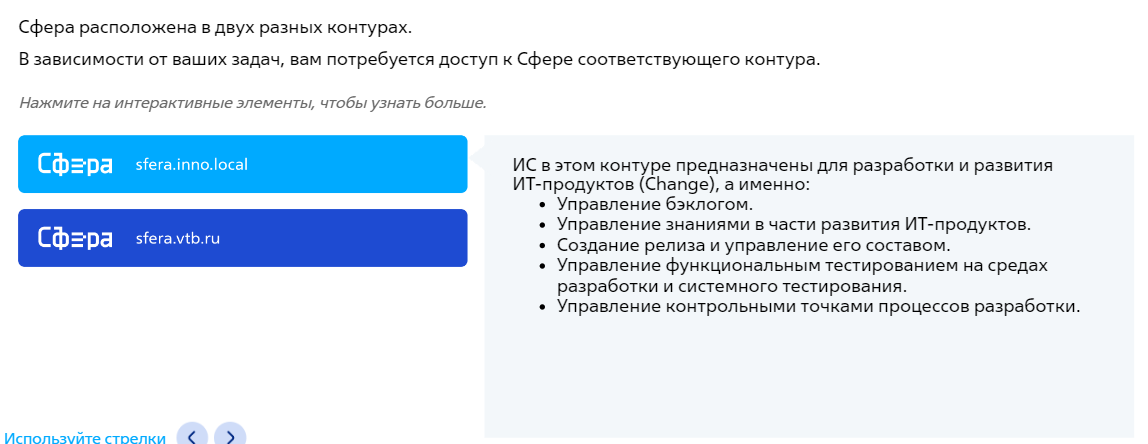 Сфера расположена в двух разных контурах.
В зависимости от ваших задач, вам потребуется доступ к Сфере соответствующего контура.
Нажмите на интерактивные элементы, чтобы узнать больше.
Сфера sfera.inno.local
Сфера sfera.vtb.ru
ИС в этом контуре предназначены для разработки и развития
ИТ-продуктов (Change), а именно:
• Управление бэклогом.
• Управление знаниями в части развития ИТ-продуктов.
• Создание релиза и управление его составом.
• Управление функциональным тестированием на средах
разработки и системного тестирования.
• Управление контрольными точками процессов разработки.
Используйте стрелки